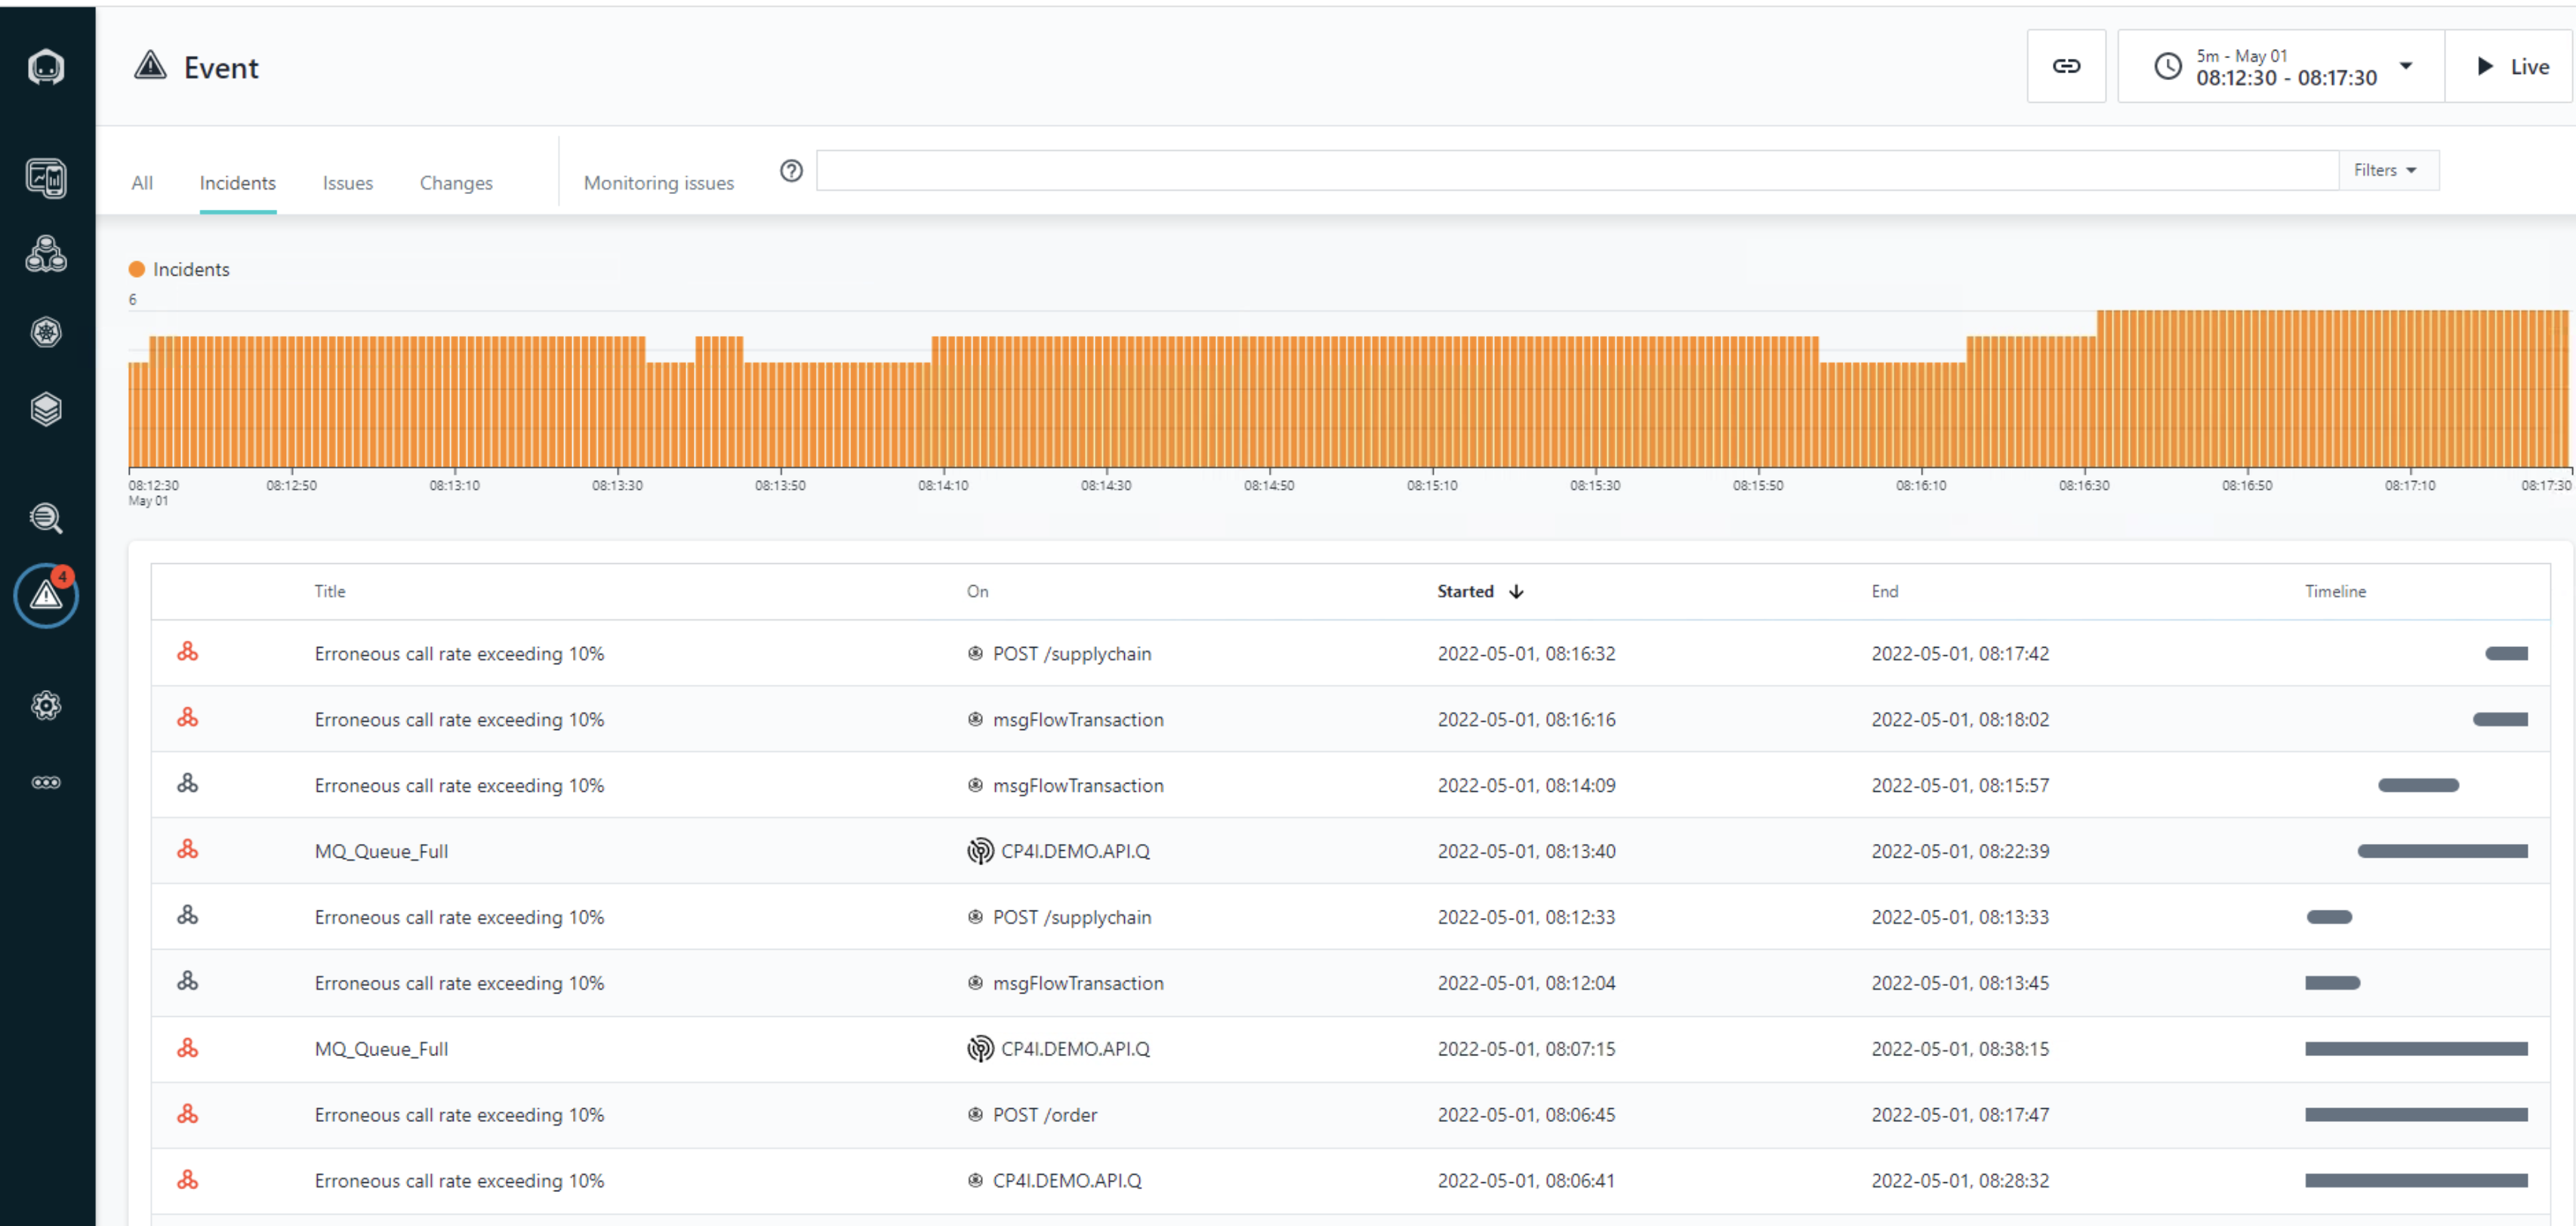 Event
5m - May 01
08:12:30 - 08:17:30
Live
All Incidents Issues Changes Monitoring issues Filters
Incidents
6
08:12:30 08:12:50 08:13:10 08:13:30 08:13:50 08:14:10 08:14:30 08:14:50 08:15:10 08:15:30 08:15:50 08:16:10 08:16:30 08:16:50 08:17:10 08:17:30
May 01
4
Title On Started End Timeline
Erroneous call rate exceeding 10% POST /supplychain 2022-05-01, 08:16:32 2022-05-01, 08:17:42
Erroneous call rate exceeding 10% msgFlowTransaction 2022-05-01, 08:16:16 2022-05-01, 08:18:02
Erroneous call rate exceeding 10% msgFlowTransaction 2022-05-01, 08:14:09 2022-05-01, 08:15:57
MQ_Queue_Full CP4I.DEMO.API.Q 2022-05-01, 08:13:40 2022-05-01, 08:22:39
Erroneous call rate exceeding 10% POST /supplychain 2022-05-01, 08:12:33 2022-05-01, 08:13:33
Erroneous call rate exceeding 10% msgFlowTransaction 2022-05-01, 08:12:04 2022-05-01, 08:13:45
MQ_Queue_Full CP4I.DEMO.API.Q 2022-05-01, 08:07:15 2022-05-01, 08:38:15
Erroneous call rate exceeding 10% POST /order 2022-05-01, 08:06:45 2022-05-01, 08:17:47
Erroneous call rate exceeding 10% CP4I.DEMO.API.Q 2022-05-01, 08:06:41 2022-05-01, 08:28:32